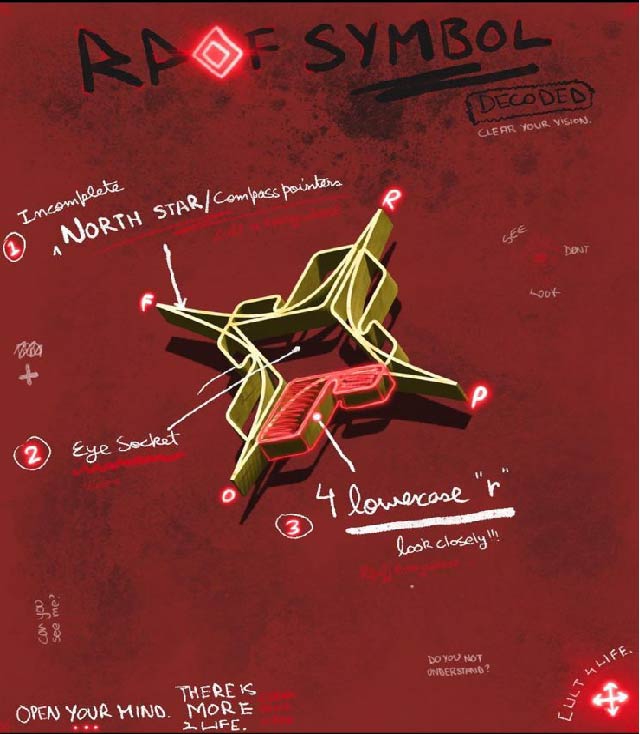 RPOF SYMBOL
DECODED
CLEAR YOUR VISION.
Incomplete
1 NORTH STAR/Compass pointers
R
SEE
DONT
LOOK
F
P
2 Eye Socket
O
3 4 lowercase "r"
look closely!!!
CAN YOU
SEE ME?
DO YOU NOT
UNDERSTAND?
CULT 4 LIFE.
OPEN YOUR MIND.
THERE IS
MORE
2 LIFE.